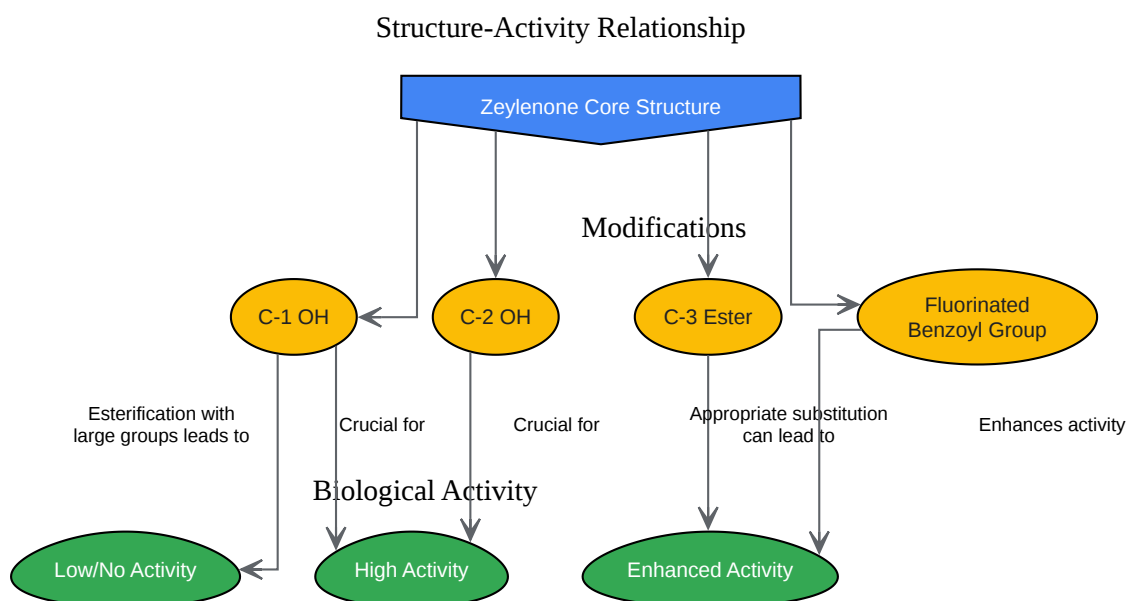 Structure-Activity Relationship
Zeylenone Core Structure
Modifications
C-1 OH
C-2 OH
C-3 Ester
Fluorinated
Benzoyl Group
Esterification with
large groups leads to
Crucial for
Crucial for
Appropriate substitution
can lead to
Enhances activity
Biological Activity
Low/No Activity
High Activity
Enhanced Activity